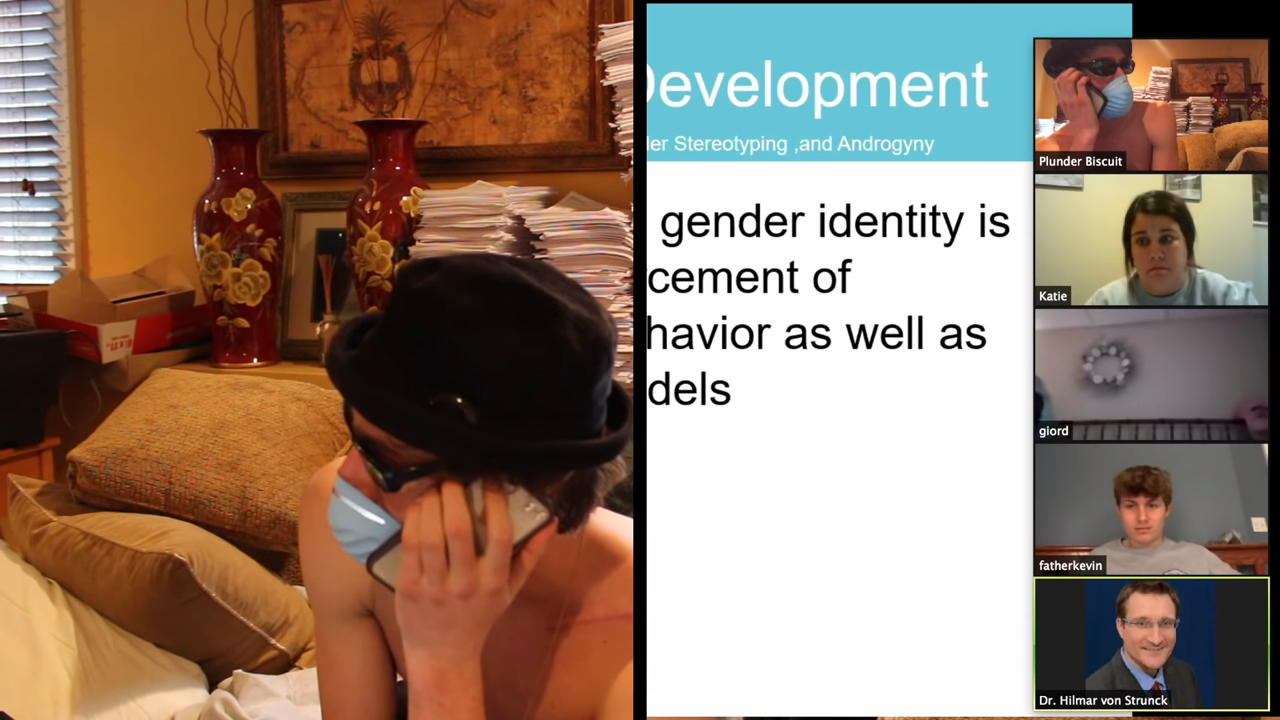 Development
der Stereotyping ,and Androgyny
gender identity is
cement of
havior as well as
dels
Plunder Biscuit
Katie
giord
fatherkevin
Dr. Hilmar von Strunck